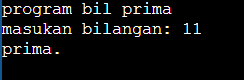 program bil prima
masukan bilangan: 11
prima.